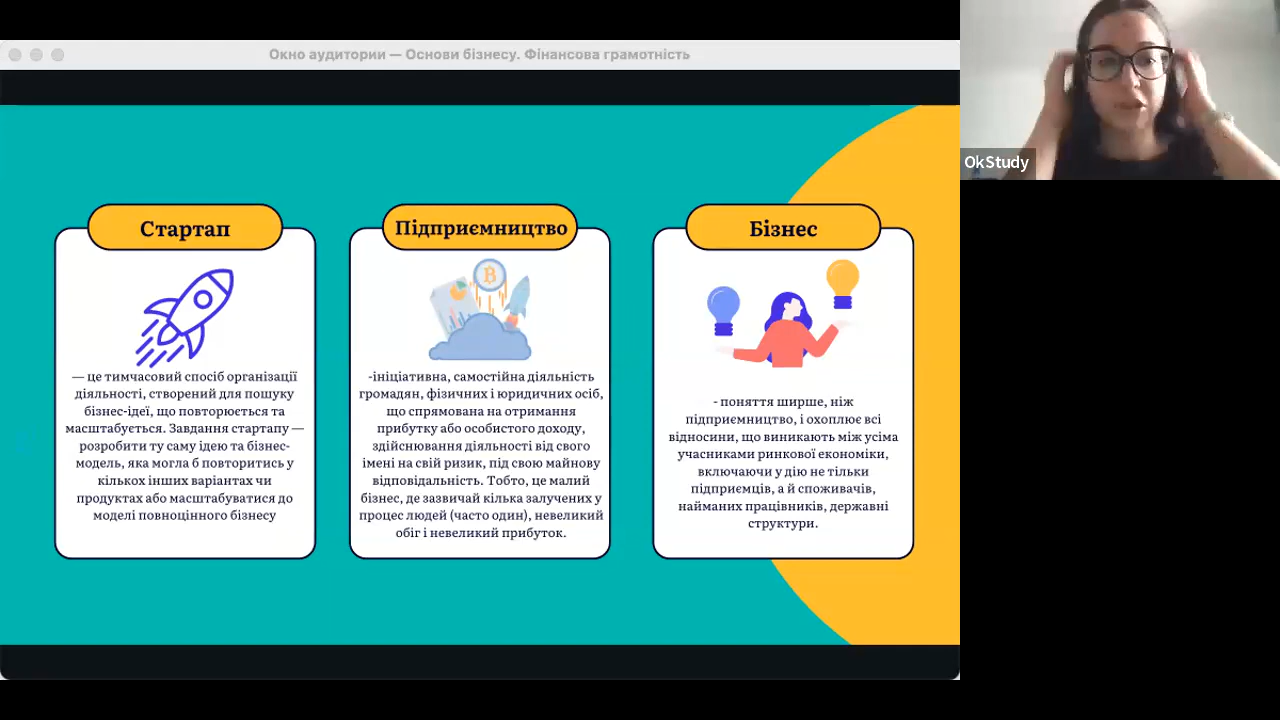 Окно аудитории — Основи бізнесу. Фінансова грамотність
OkStudy
Стартап
— це тимчасовий спосіб організації
діяльності, створений для пошуку
бізнес-ідеї, що повторюється та
масштабується. Завдання стартапу —
розробити ту саму ідею та бізнес-
модель, яка могла б повторитись у
кількох інших варіантах чи
продуктах або масштабуватися до
моделі повноцінного бізнесу
Підприємництво
-ініціативна, самостійна діяльність
громадян, фізичних і юридичних осіб,
що спрямована на отримання
прибутку або особистого доходу,
здійснювання діяльності від свого
імені на свій ризик, під свою майнову
відповідальність. Тобто, це малий
бізнес, де зазвичай кілька залучених у
процес людей (часто один), невеликий
обіг і невеликий прибуток.
Бізнес
- поняття ширше, ніж
підприємництво, і охоплює всі
відносини, що виникають між усіма
учасниками ринкової економіки,
включаючи у дію не тільки
підприємців, а й споживачів,
найманих працівників, державні
структури.